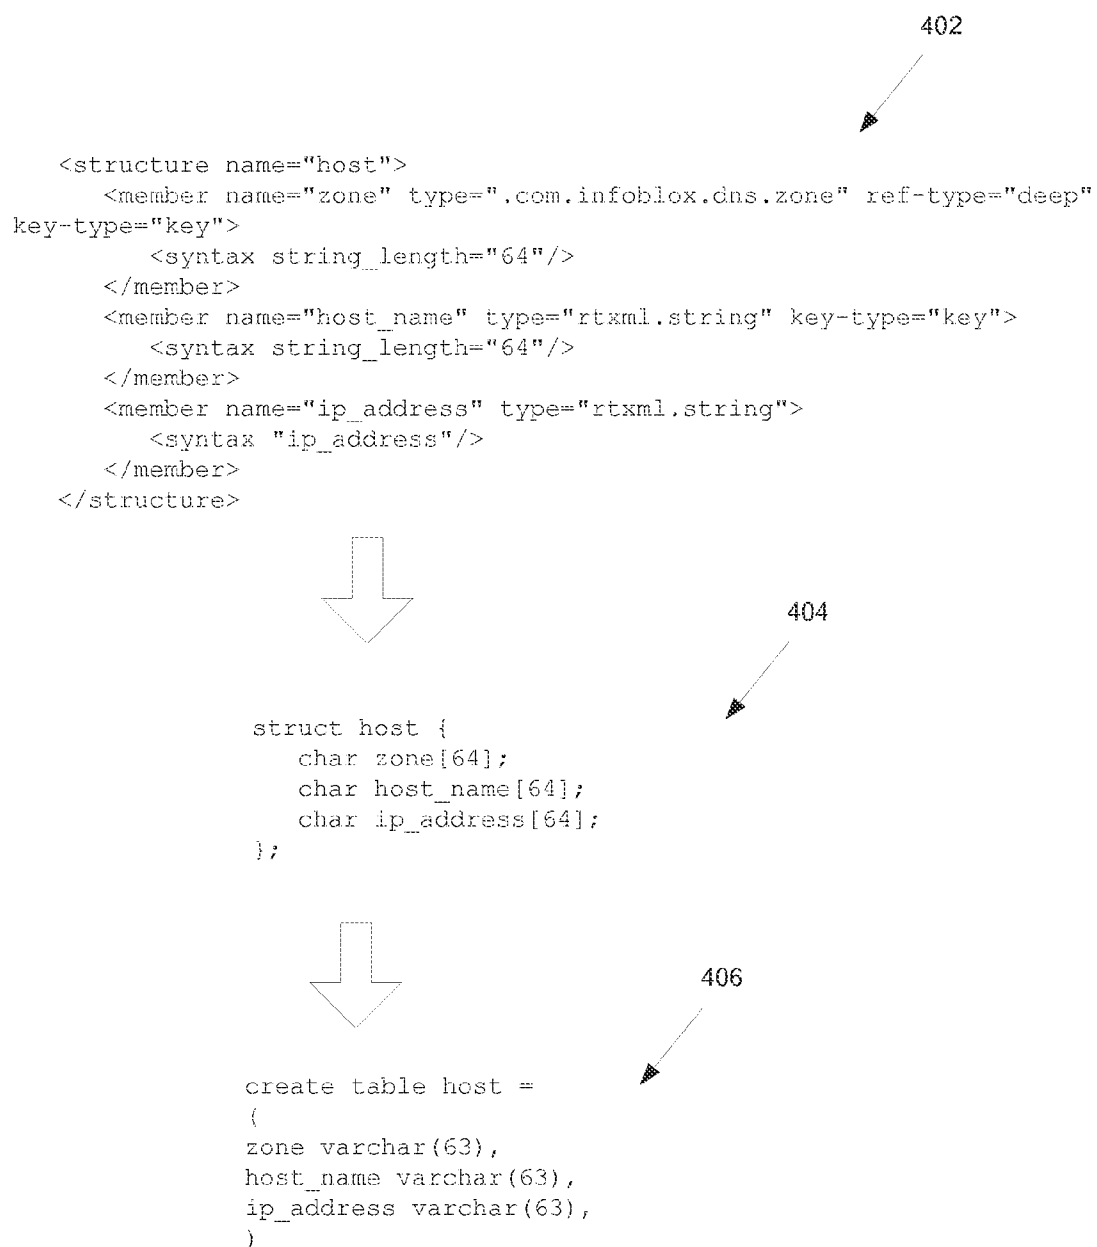 402
<structure name="host">
<member name="zone" type=".com.infoblox.dns.zone" ref-type="deep"
key-type="key">
<syntax string_length="64"/>
</member>
<member name="host_name" type="rtxml.string" key-type="key">
<syntax string_length="64"/>
</member>
<member name="ip_address" type="rtxml.string">
<syntax "ip_address"/>
</member>
</structure>
404
struct host {
char zone[64];
char host_name[64];
char ip_address[64];
};
406
create table host =
(
zone varchar(63),
host_name varchar(63),
ip_address varchar(63),
)